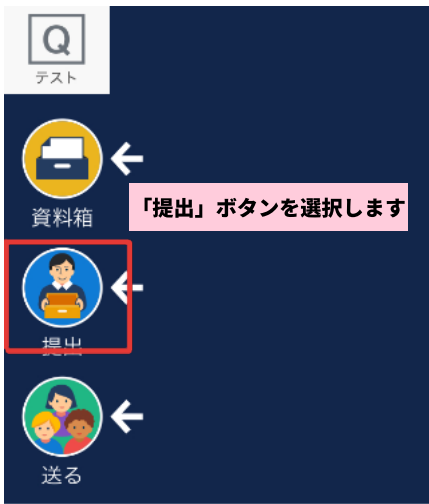 Q
テスト
資料箱
「提出」ボタンを選択します
提出
送る